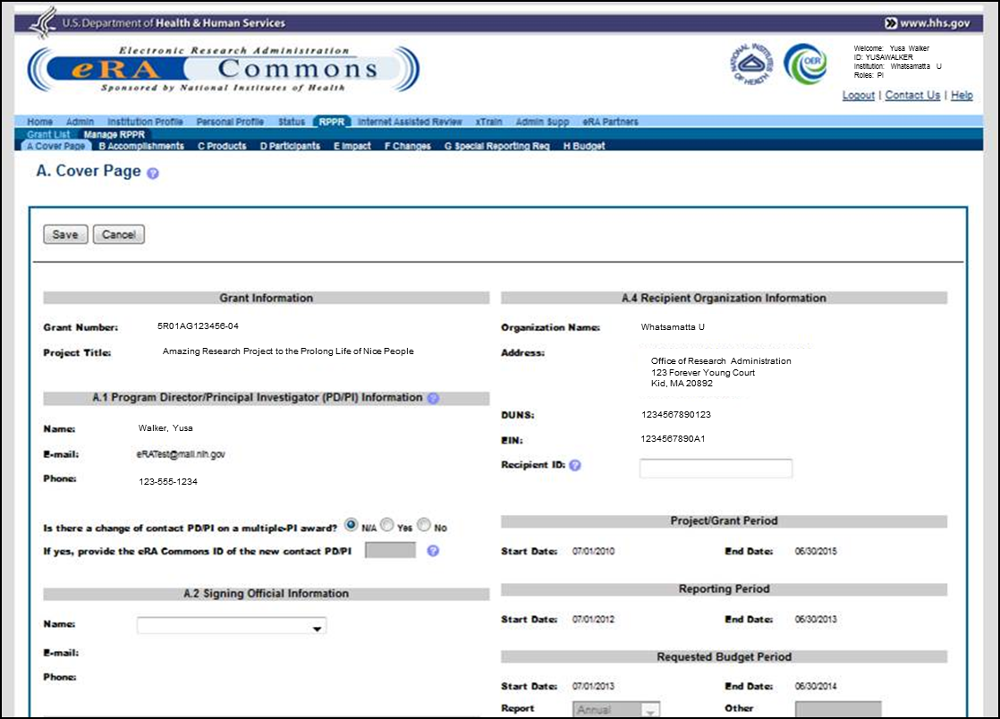 U.S. Department of Health & Human Services
www.hhs.gov
Electronic Research Administration
eRA Commons
Sponsored by National Institutes of Health
NATIONAL INSTITUTES OF HEALTH
OER
Welcome: Yusa Walker
ID: YUSAWALKER
Institution: Whatsamatta U
Roles: PI
Logout | Contact Us | Help
Home Admin Institution Profile Personal Profile Status RPPR Internet Assisted Review xTrain Admin Supp eRA Partners
Grant List Manage RPPR
A Cover Page B Accomplishments C Products D Participants E Impact F Changes G Special Reporting Req H Budget
A. Cover Page ?
Save Cancel
Grant Information
Grant Number: 5R01AG123456-04
Project Title: Amazing Research Project to the Prolong Life of Nice People
A.1 Program Director/Principal Investigator (PD/PI) Information ?
Name: Walker, Yusa
E-mail: eRATest@mail.nih.gov
Phone: 123-555-1234
Is there a change of contact PD/PI on a multiple-PI award? N/A Yes No
If yes, provide the eRA Commons ID of the new contact PD/PI ?
A.2 Signing Official Information
Name:
E-mail:
Phone:
A.4 Recipient Organization Information
Organization Name: Whatsamatta U
Address:
Office of Research Administration
123 Forever Young Court
Kid, MA 20892
DUNS: 1234567890123
EIN: 1234567890A1
Recipient ID: ?
Project/Grant Period
Start Date: 07/01/2010 End Date: 06/30/2015
Reporting Period
Start Date: 07/01/2012 End Date: 06/30/2013
Requested Budget Period
Start Date: 07/01/2013 End Date: 06/30/2014
Report Annual Other